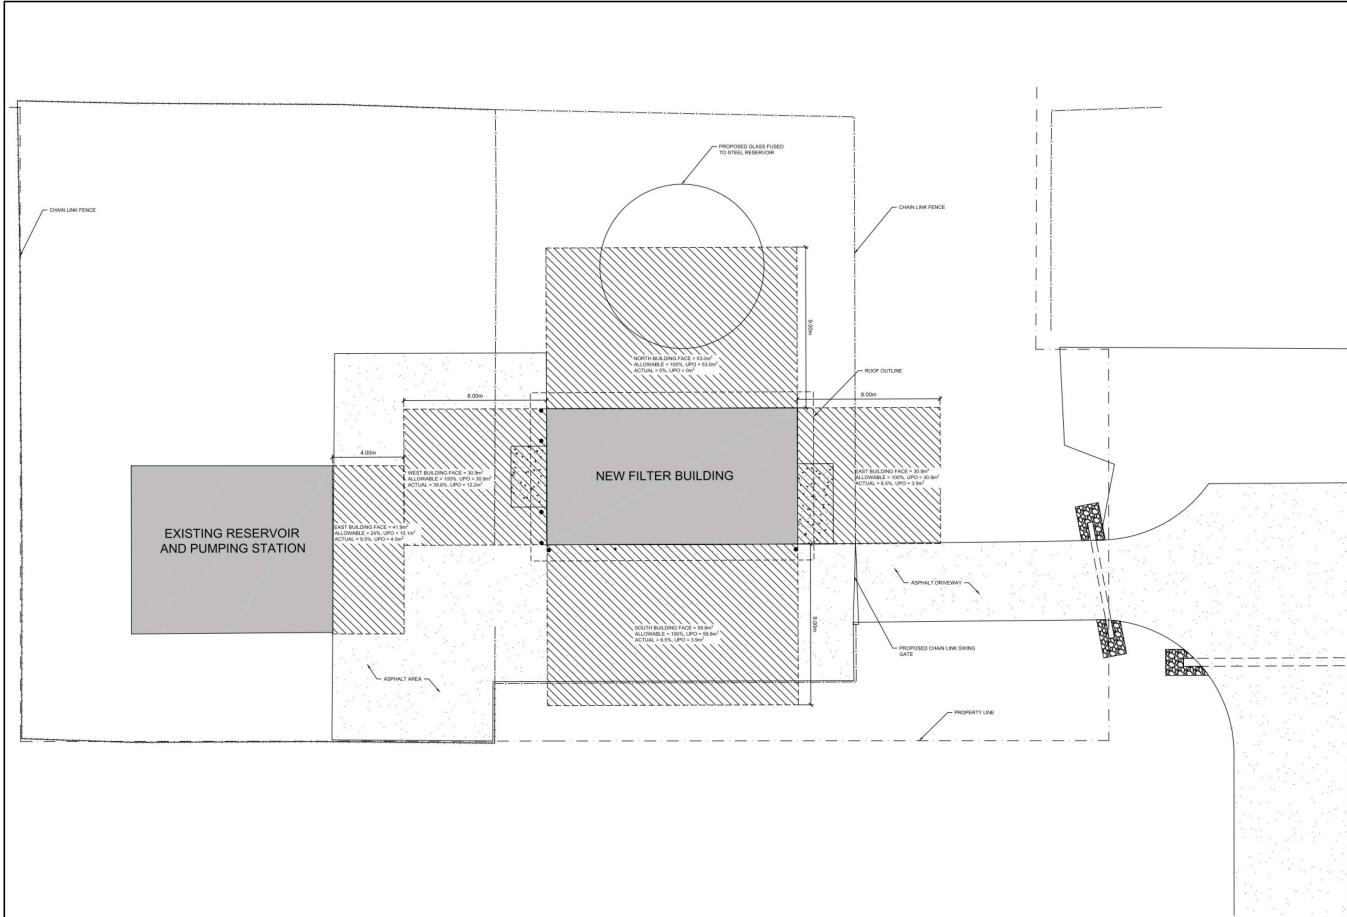 PROPOSED GLASS FUSED
TO STEEL RESERVOIR
CHAIN LINK FENCE
CHAIN LINK FENCE
9.00m
NORTH BUILDING FACE = 53.0m²
ALLOWABLE = 100%, UPO = 53.0m²
ACTUAL = 0%, UPO = 0m²
ROOF OUTLINE
8.00m
8.00m
4.00m
WEST BUILDING FACE = 30.9m²
ALLOWABLE = 100%, UPO = 30.9m²
ACTUAL = 39.6%, UPO = 12.2m²
NEW FILTER BUILDING
EAST BUILDING FACE = 30.9m²
ALLOWABLE = 100%, UPO = 30.9m²
ACTUAL = 6.5%, UPO = 3.9m²
EXISTING RESERVOIR
AND PUMPING STATION
EAST BUILDING FACE = 41.9m²
ALLOWABLE = 24%, UPO = 10.1m²
ACTUAL = 9.5%, UPO = 4.0m²
ASPHALT DRIVEWAY
SOUTH BUILDING FACE = 59.8m²
ALLOWABLE = 100%, UPO = 59.8m²
ACTUAL = 6.5%, UPO = 3.9m²
9.00m
PROPOSED CHAIN LINK SWING
GATE
ASPHALT AREA
PROPERTY LINE